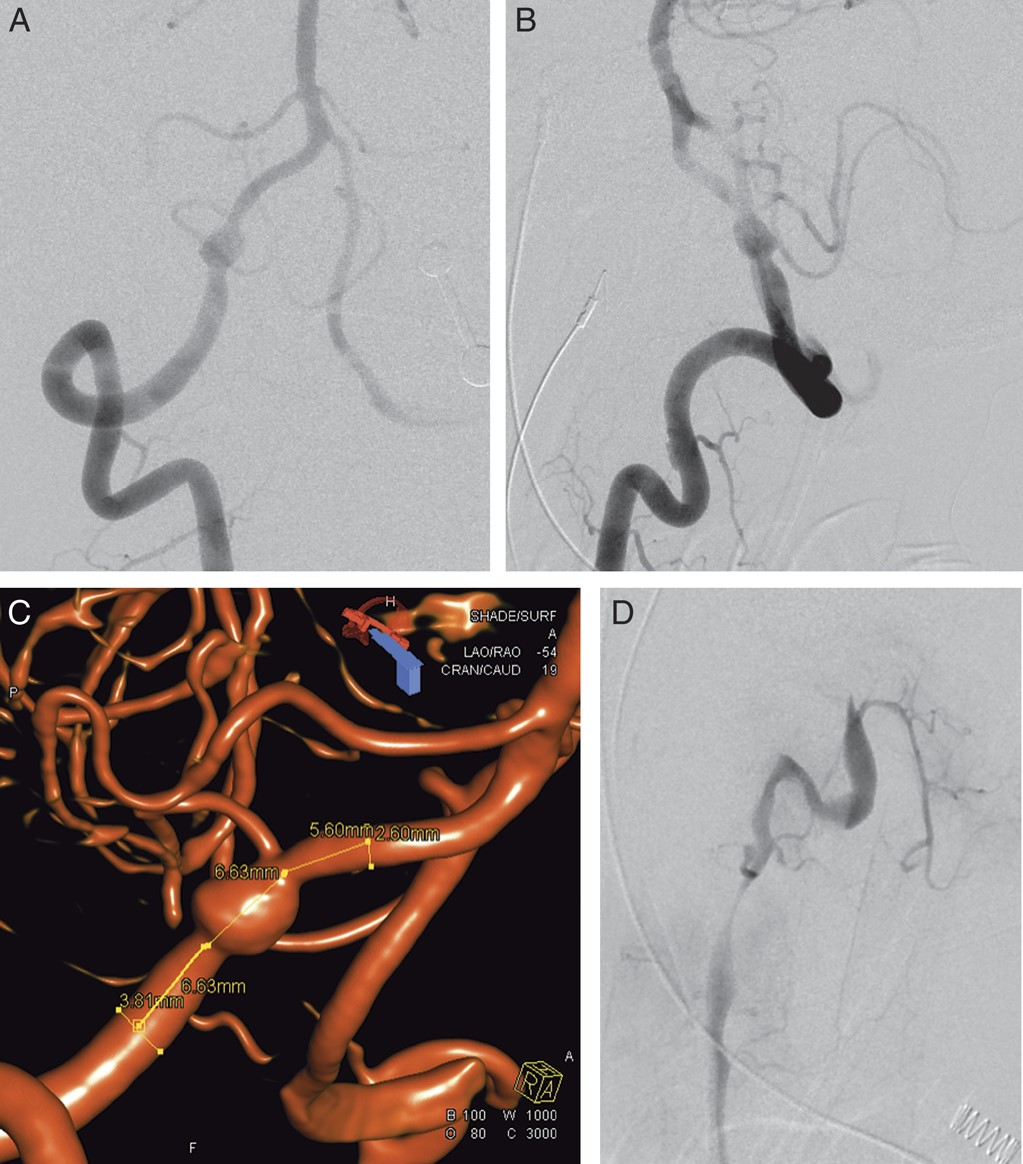 A
B
C
H
SHADE/SURF
A
LAO/RAO -54
CRAN/CAUD 19
P
5.60mm 2.60mm
6.63mm
6.63mm
3.81mm
A
R A
B 100 W 1000
O 80 C 3000
F
D